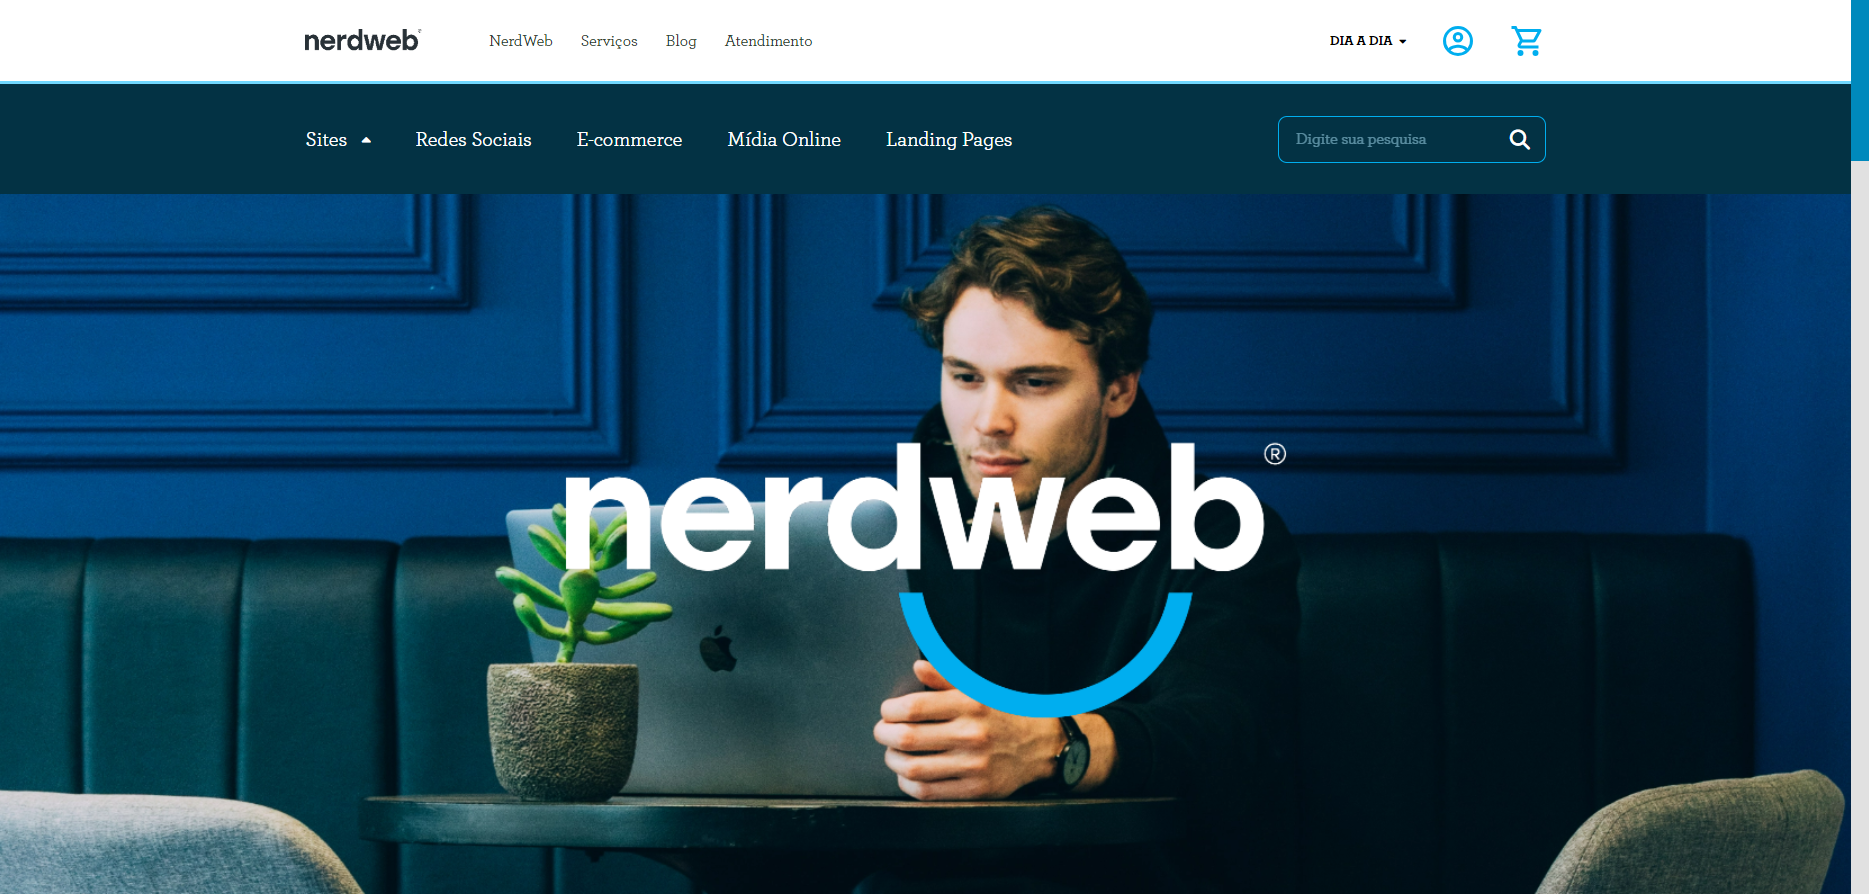 nerdweb
NerdWeb Serviços Blog Atendimento
DIA A DIA
Sites Redes Sociais E-commerce Mídia Online Landing Pages
Digite sua pesquisa
nerdweb®